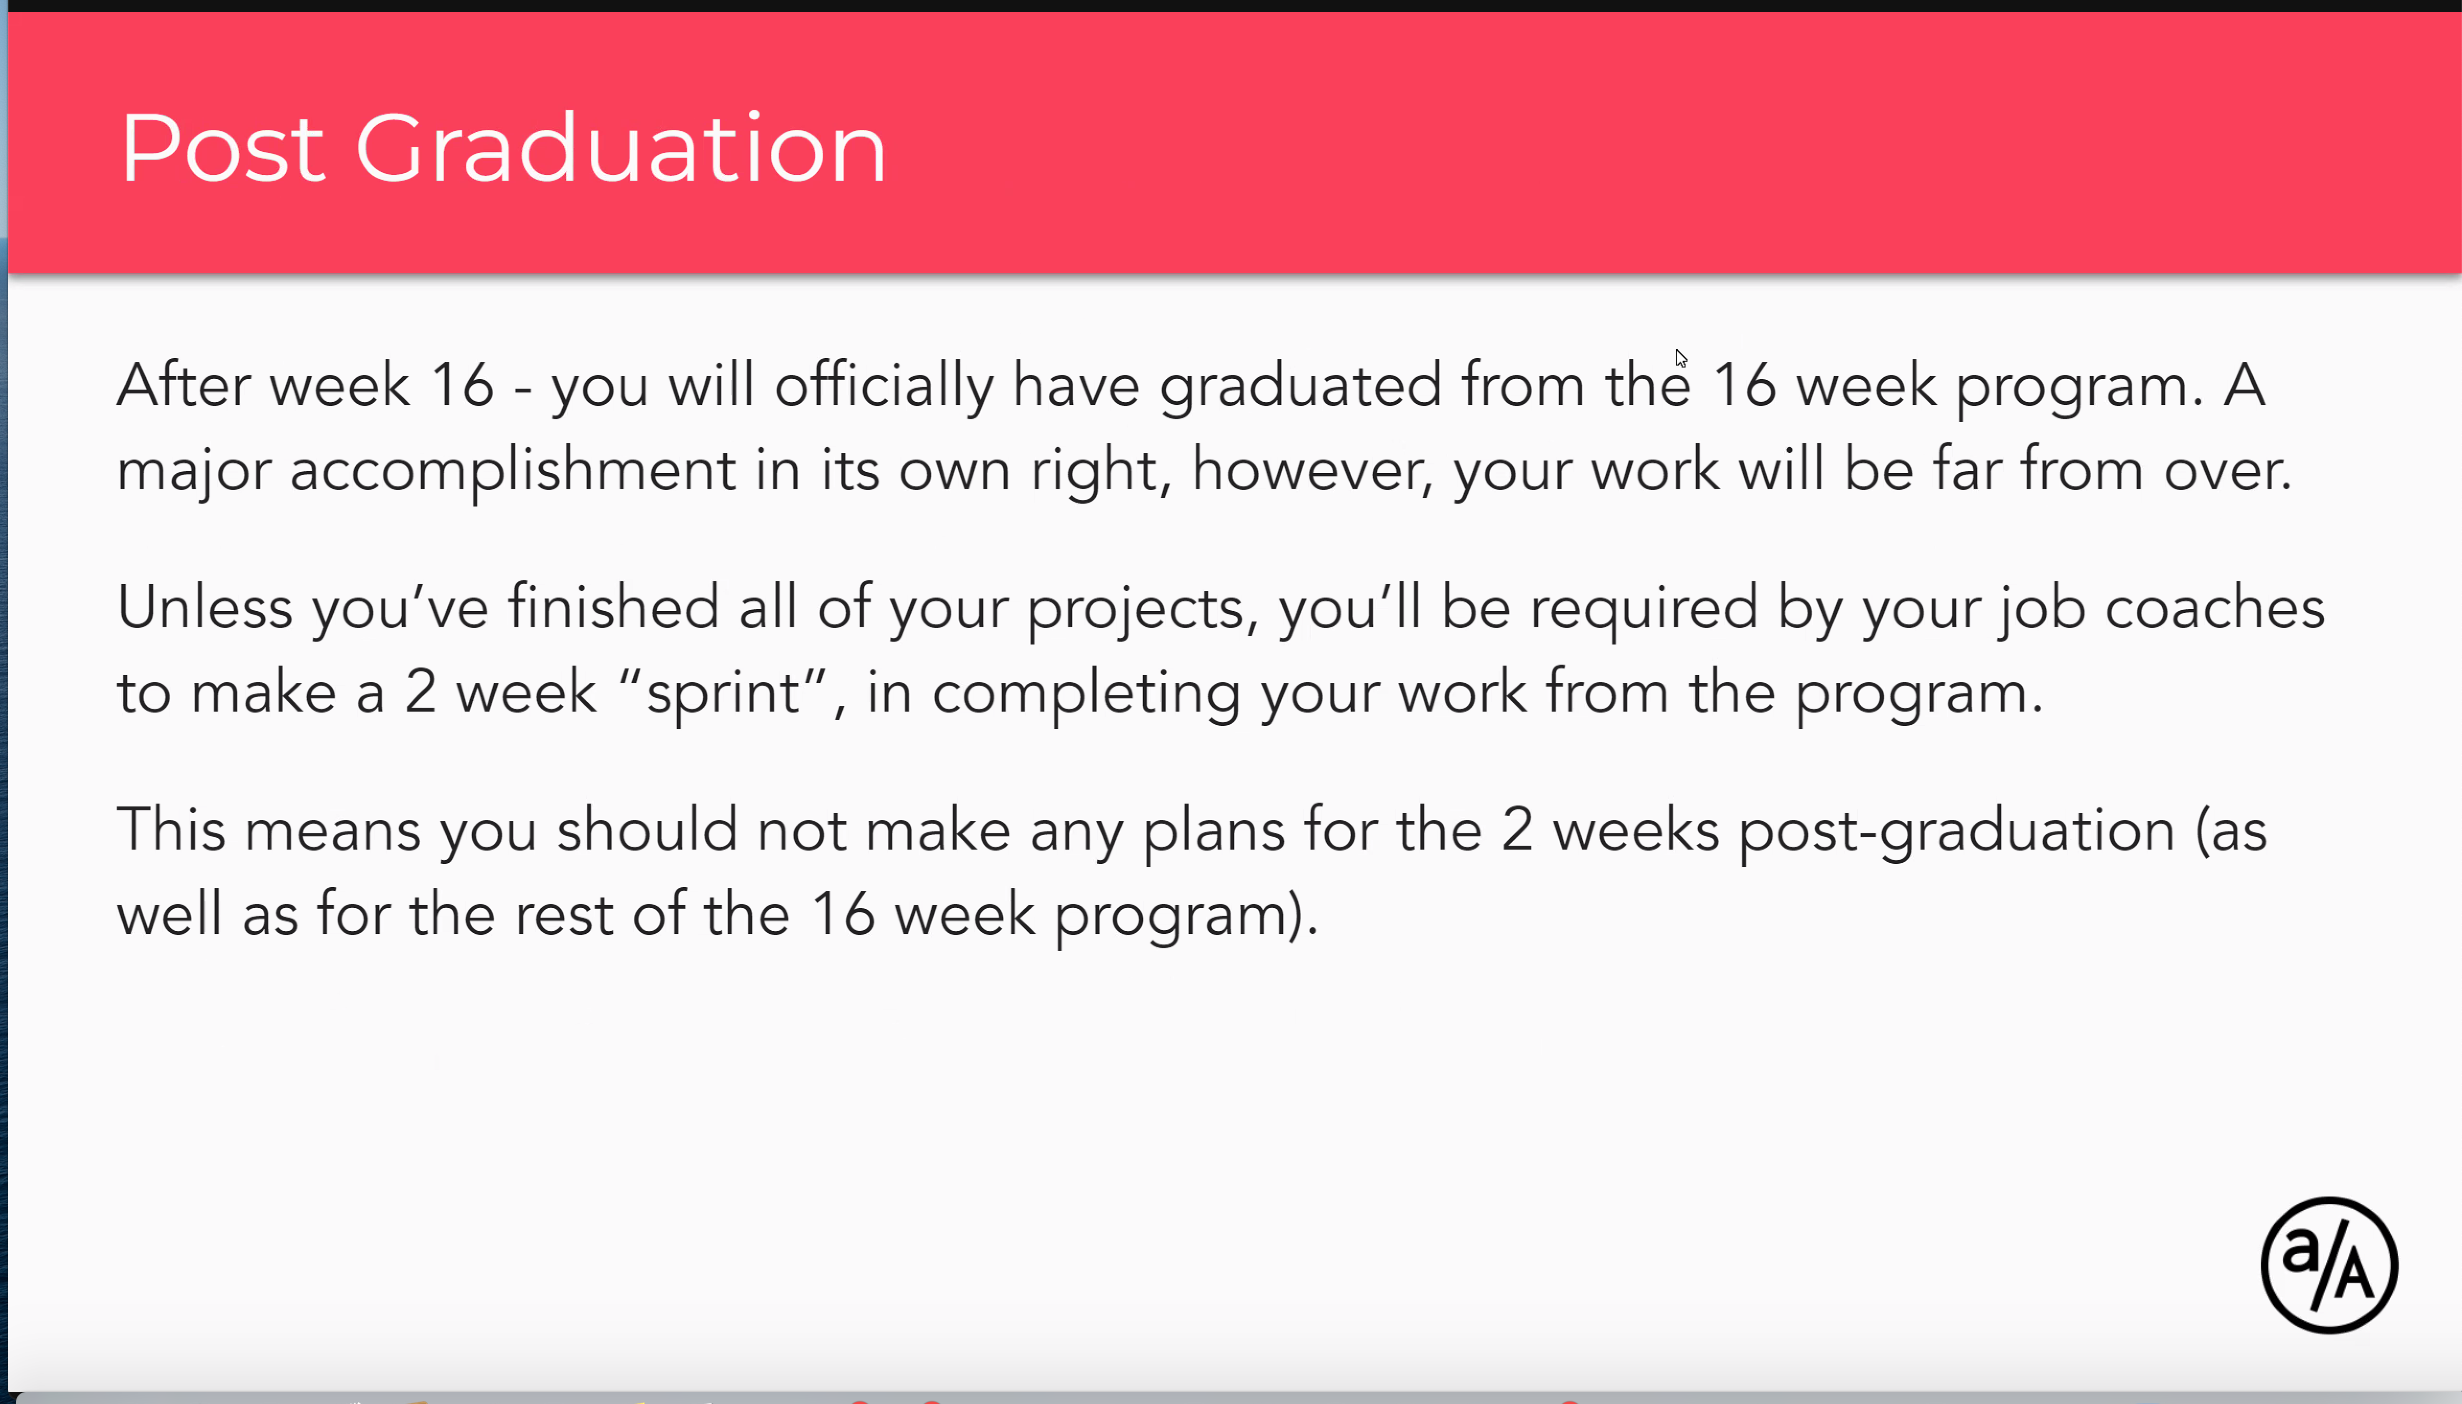 Post Graduation
After week 16 - you will officially have graduated from the 16 week program. A
major accomplishment in its own right, however, your work will be far from over.
Unless you’ve finished all of your projects, you’ll be required by your job coaches
to make a 2 week “sprint”, in completing your work from the program.
This means you should not make any plans for the 2 weeks post-graduation (as
well as for the rest of the 16 week program).
a/A